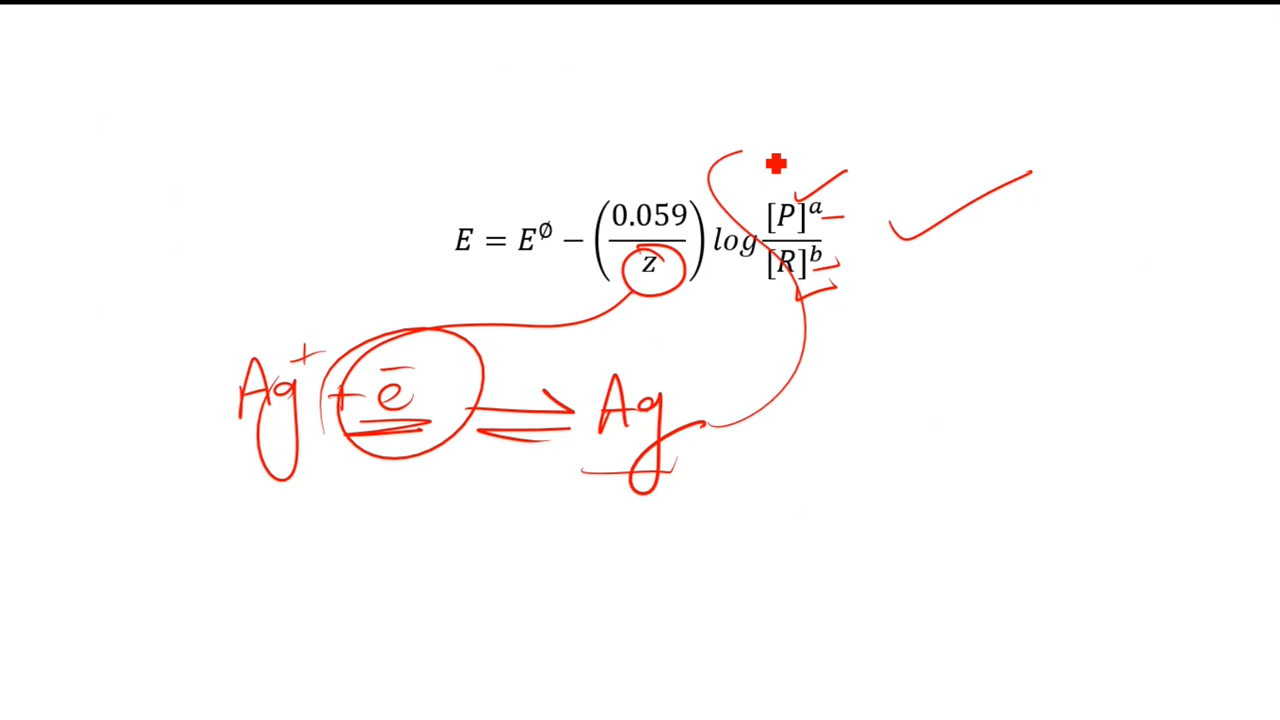 E = E^∅ − (0.059/z) log [P]^a/[R]^b
Ag⁺ + e̅ ⇌ Ag